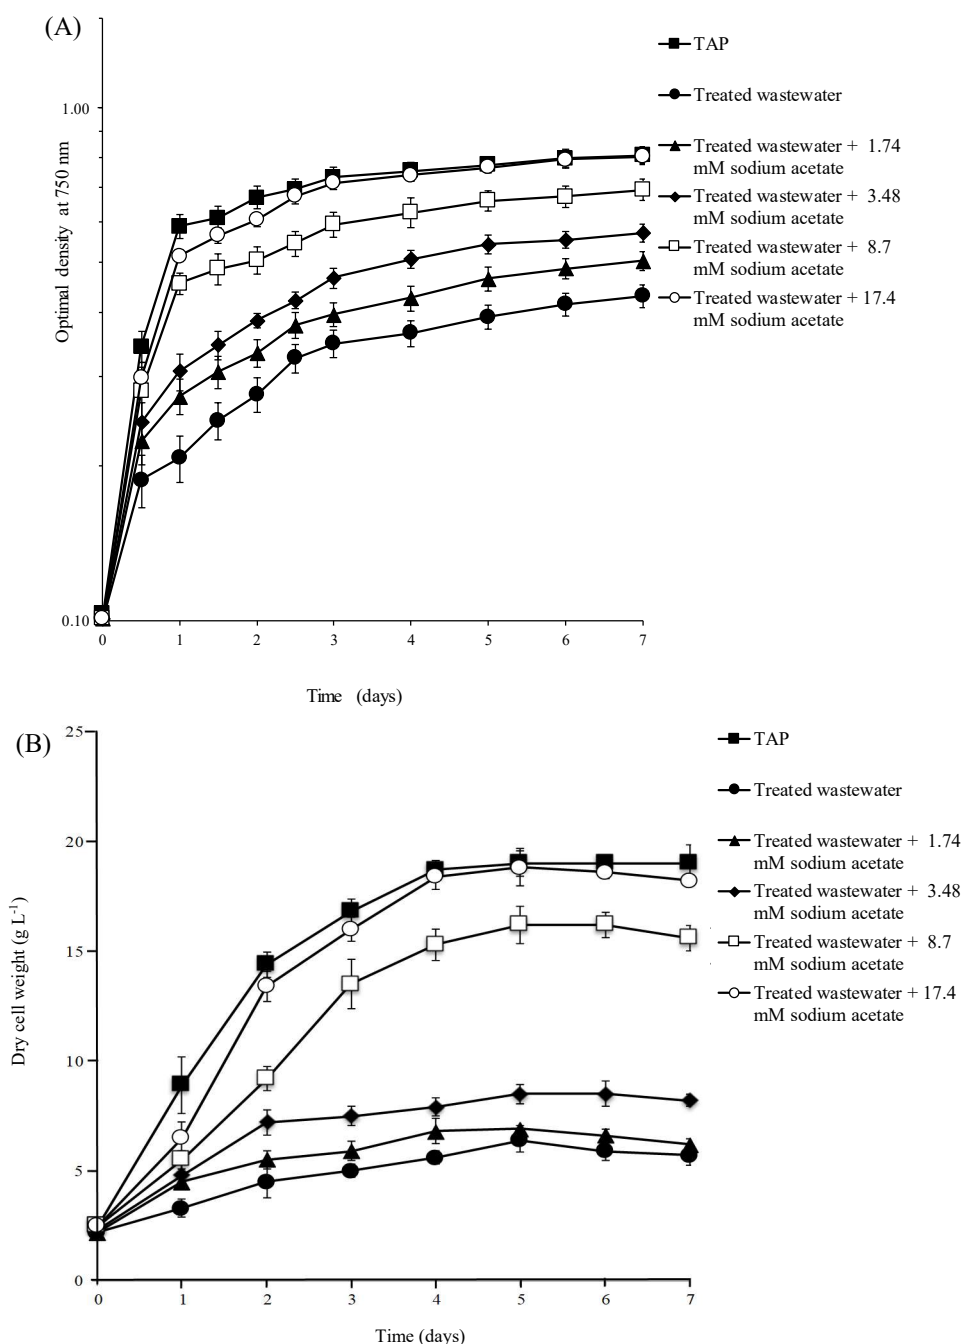 (A)
TAP
1.00
Treated wastewater
Treated wastewater + 1.74
mM sodium acetate
Treated wastewater + 3.48
mM sodium acetate
Treated wastewater + 8.7
mM sodium acetate
Treated wastewater + 17.4
mM sodium acetate
Optimal density at 750 nm
0.10
0 1 2 3 4 5 6 7
Time (days)
(B)
25
TAP
Treated wastewater
20
Treated wastewater + 1.74
mM sodium acetate
Treated wastewater + 3.48
mM sodium acetate
15
Treated wastewater + 8.7
mM sodium acetate
Treated wastewater + 17.4
mM sodium acetate
Dry cell weight (g L-1)
10
5
0
0 1 2 3 4 5 6 7
Time (days)